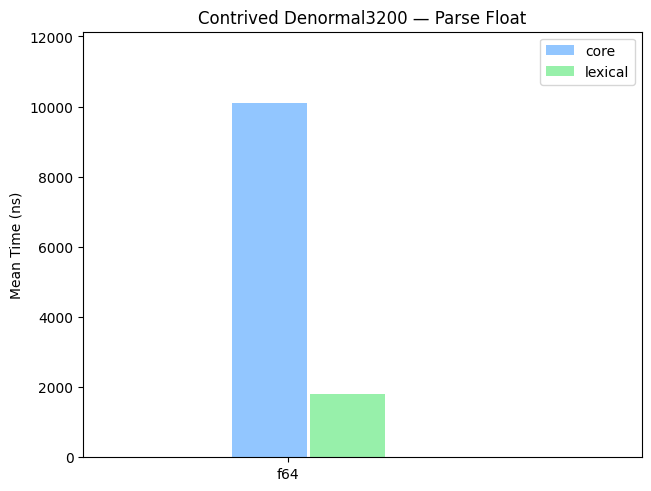 Contrived Denormal3200 — Parse Float
12000
10000
8000
6000
4000
2000
0
Mean Time (ns)
f64
core
lexical